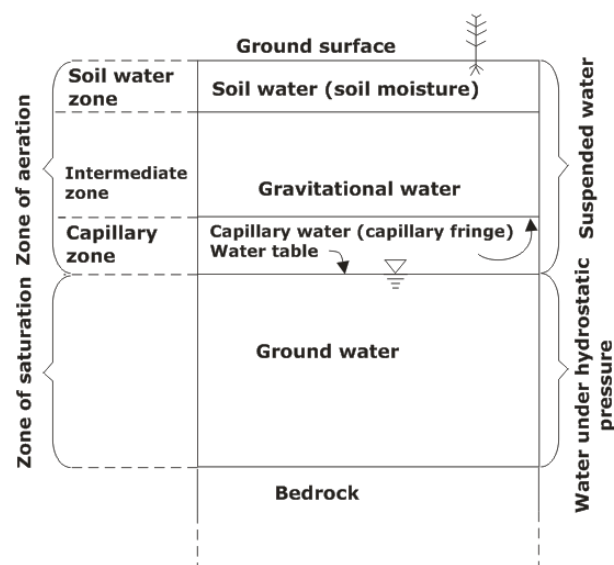 Ground surface
Soil water
zone
Soil water (soil moisture)
Intermediate
zone
Gravitational water
Capillary
zone
Capillary water (capillary fringe)
Water table
Ground water
Bedrock
Zone of aeration
Zone of saturation
Suspended water
Water under hydrostatic
pressure